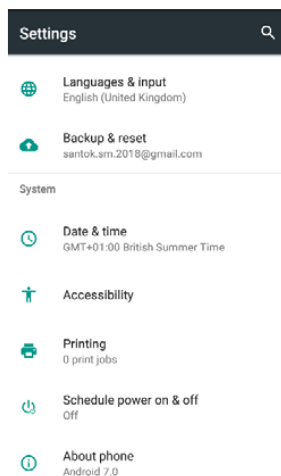 Settings
Languages & input
English (United Kingdom)
Backup & reset
santok.sm.2018@gmail.com
System
Date & time
GMT+01:00 British Summer Time
Accessibility
Printing
0 print jobs
Schedule power on & off
Off
About phone
Android 7.0